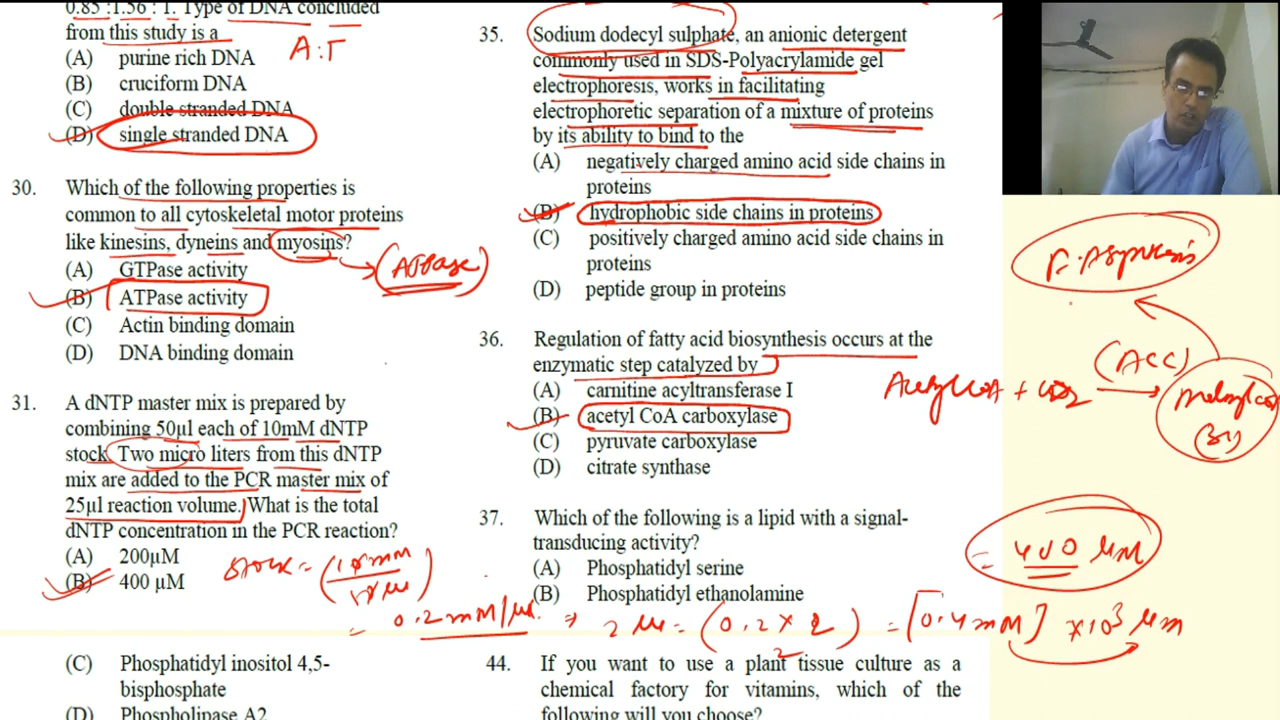 0.85 :1.56 : 1. Type of DNA concluded
from this study is a
(A) purine rich DNA
(B) cruciform DNA
(C) double stranded DNA
(D) single stranded DNA
A:T
30. Which of the following properties is
common to all cytoskeletal motor proteins
like kinesins, dyneins and myosins?
(A) GTPase activity
(B) ATPase activity
(C) Actin binding domain
(D) DNA binding domain
(ATPase)
31. A dNTP master mix is prepared by
combining 50µl each of 10mM dNTP
stock. Two micro liters from this dNTP
mix are added to the PCR master mix of
25µl reaction volume. What is the total
dNTP concentration in the PCR reaction?
(A) 200µM
(B) 400 µM
(C) Phosphatidyl inositol 4,5-
bisphosphate
(D) Phospholipase A2
35. Sodium dodecyl sulphate, an anionic detergent
commonly used in SDS-Polyacrylamide gel
electrophoresis, works in facilitating
electrophoretic separation of a mixture of proteins
by its ability to bind to the
(A) negatively charged amino acid side chains in
proteins
(B) hydrophobic side chains in proteins
(C) positively charged amino acid side chains in
proteins
(D) peptide group in proteins
36. Regulation of fatty acid biosynthesis occurs at the
enzymatic step catalyzed by
(A) carnitine acyltransferase I
(B) acetyl CoA carboxylase
(C) pyruvate carboxylase
(D) citrate synthase
37. Which of the following is a lipid with a signal-
transducing activity?
(A) Phosphatidyl serine
(B) Phosphatidyl ethanolamine
44. If you want to use a plant tissue culture as a
chemical factory for vitamins, which of the
following will you choose?
(ACC)
= 400 µM
= 0.2 mM/µl ⇒ 2 µl = (0.2 × 2) = [0.4 mM] × 10³ µM